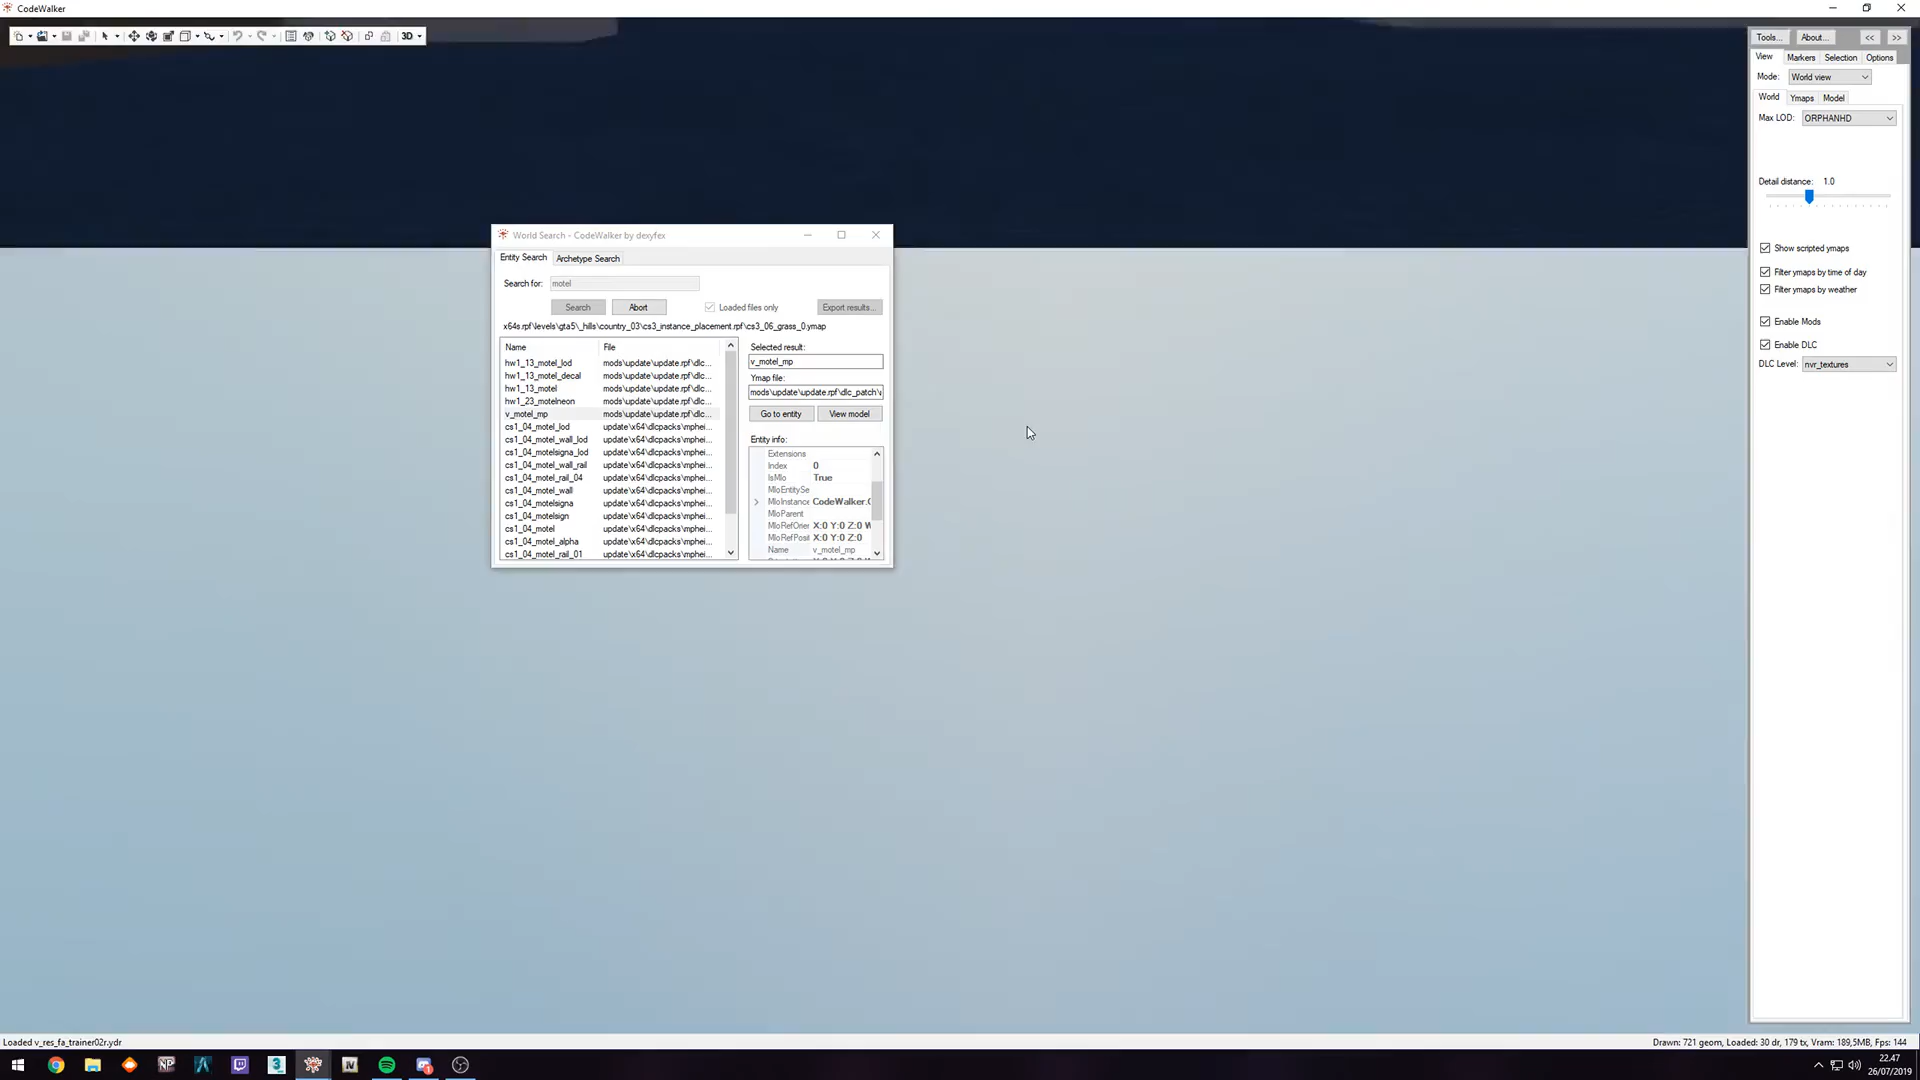 CodeWalker
3D
Tools... About... << >>
View Markers Selection Options
Mode: World view
World Ymaps Model
Max LOD: ORPHANHD
Detail distance: 1.0
Show scripted ymaps
Filter ymaps by time of day
Filter ymaps by weather
Enable Mods
Enable DLC
DLC Level: nvr_textures
World Search - CodeWalker by dexyfex
Entity Search Archetype Search
Search for: motel
Search Abort Loaded files only Export results...
x64s.rpf\levels\gta5\_hills\country_03\cs3_instance_placement.rpf\cs3_06_grass_0.ymap
Name File
hw1_13_motel_lod mods\update\update.rpf\dlc...
hw1_13_motel_decal mods\update\update.rpf\dlc...
hw1_13_motel mods\update\update.rpf\dlc...
hw1_23_motelneon mods\update\update.rpf\dlc...
v_motel_mp mods\update\update.rpf\dlc...
cs1_04_motel_lod update\x64\dlcpacks\mphei...
cs1_04_motel_wall_lod update\x64\dlcpacks\mphei...
cs1_04_motelsigna_lod update\x64\dlcpacks\mphei...
cs1_04_motel_wall_rail update\x64\dlcpacks\mphei...
cs1_04_motel_rail_04 update\x64\dlcpacks\mphei...
cs1_04_motel_wall update\x64\dlcpacks\mphei...
cs1_04_motelsigna update\x64\dlcpacks\mphei...
cs1_04_motelsign update\x64\dlcpacks\mphei...
cs1_04_motel update\x64\dlcpacks\mphei...
cs1_04_motel_alpha update\x64\dlcpacks\mphei...
cs1_04_motel_rail_01 update\x64\dlcpacks\mphei...
Selected result:
v_motel_mp
Ymap file:
mods\update\update.rpf\dlc_patch\
Go to entity View model
Entity info:
Extensions
Index 0
IsMlo True
MloEntitySe
MloInstance CodeWalker.
MloParent
MloRefOrier X:0 Y:0 Z:0 W
MloRefPosi X:0 Y:0 Z:0
Name v_motel_mp
Loaded v_res_fa_trainer02r.ydr
Drawn: 721 geom, Loaded: 30 dr, 179 tx, Vram: 189,5MB, Fps: 144
NP
3
IV
1
22.47
26/07/2019